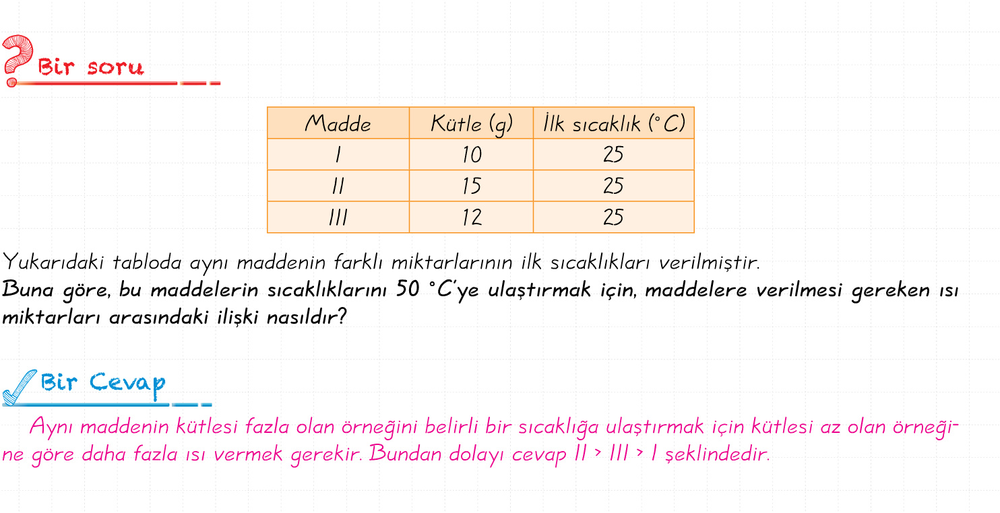 Bir soru
Madde Kütle (g) İlk sıcaklık (°C)
I 10 25
II 15 25
III 12 25
Yukarıdaki tabloda aynı maddenin farklı miktarlarının ilk sıcaklıkları verilmiştir.
Buna göre, bu maddelerin sıcaklıklarını 50 °C'ye ulaştırmak için, maddelere verilmesi gereken ısı
miktarları arasındaki ilişki nasıldır?
Bir Cevap
Aynı maddenin kütlesi fazla olan örneğini belirli bir sıcaklığa ulaştırmak için kütlesi az olan örneği-
ne göre daha fazla ısı vermek gerekir. Bundan dolayı cevap II > III > I şeklindedir.